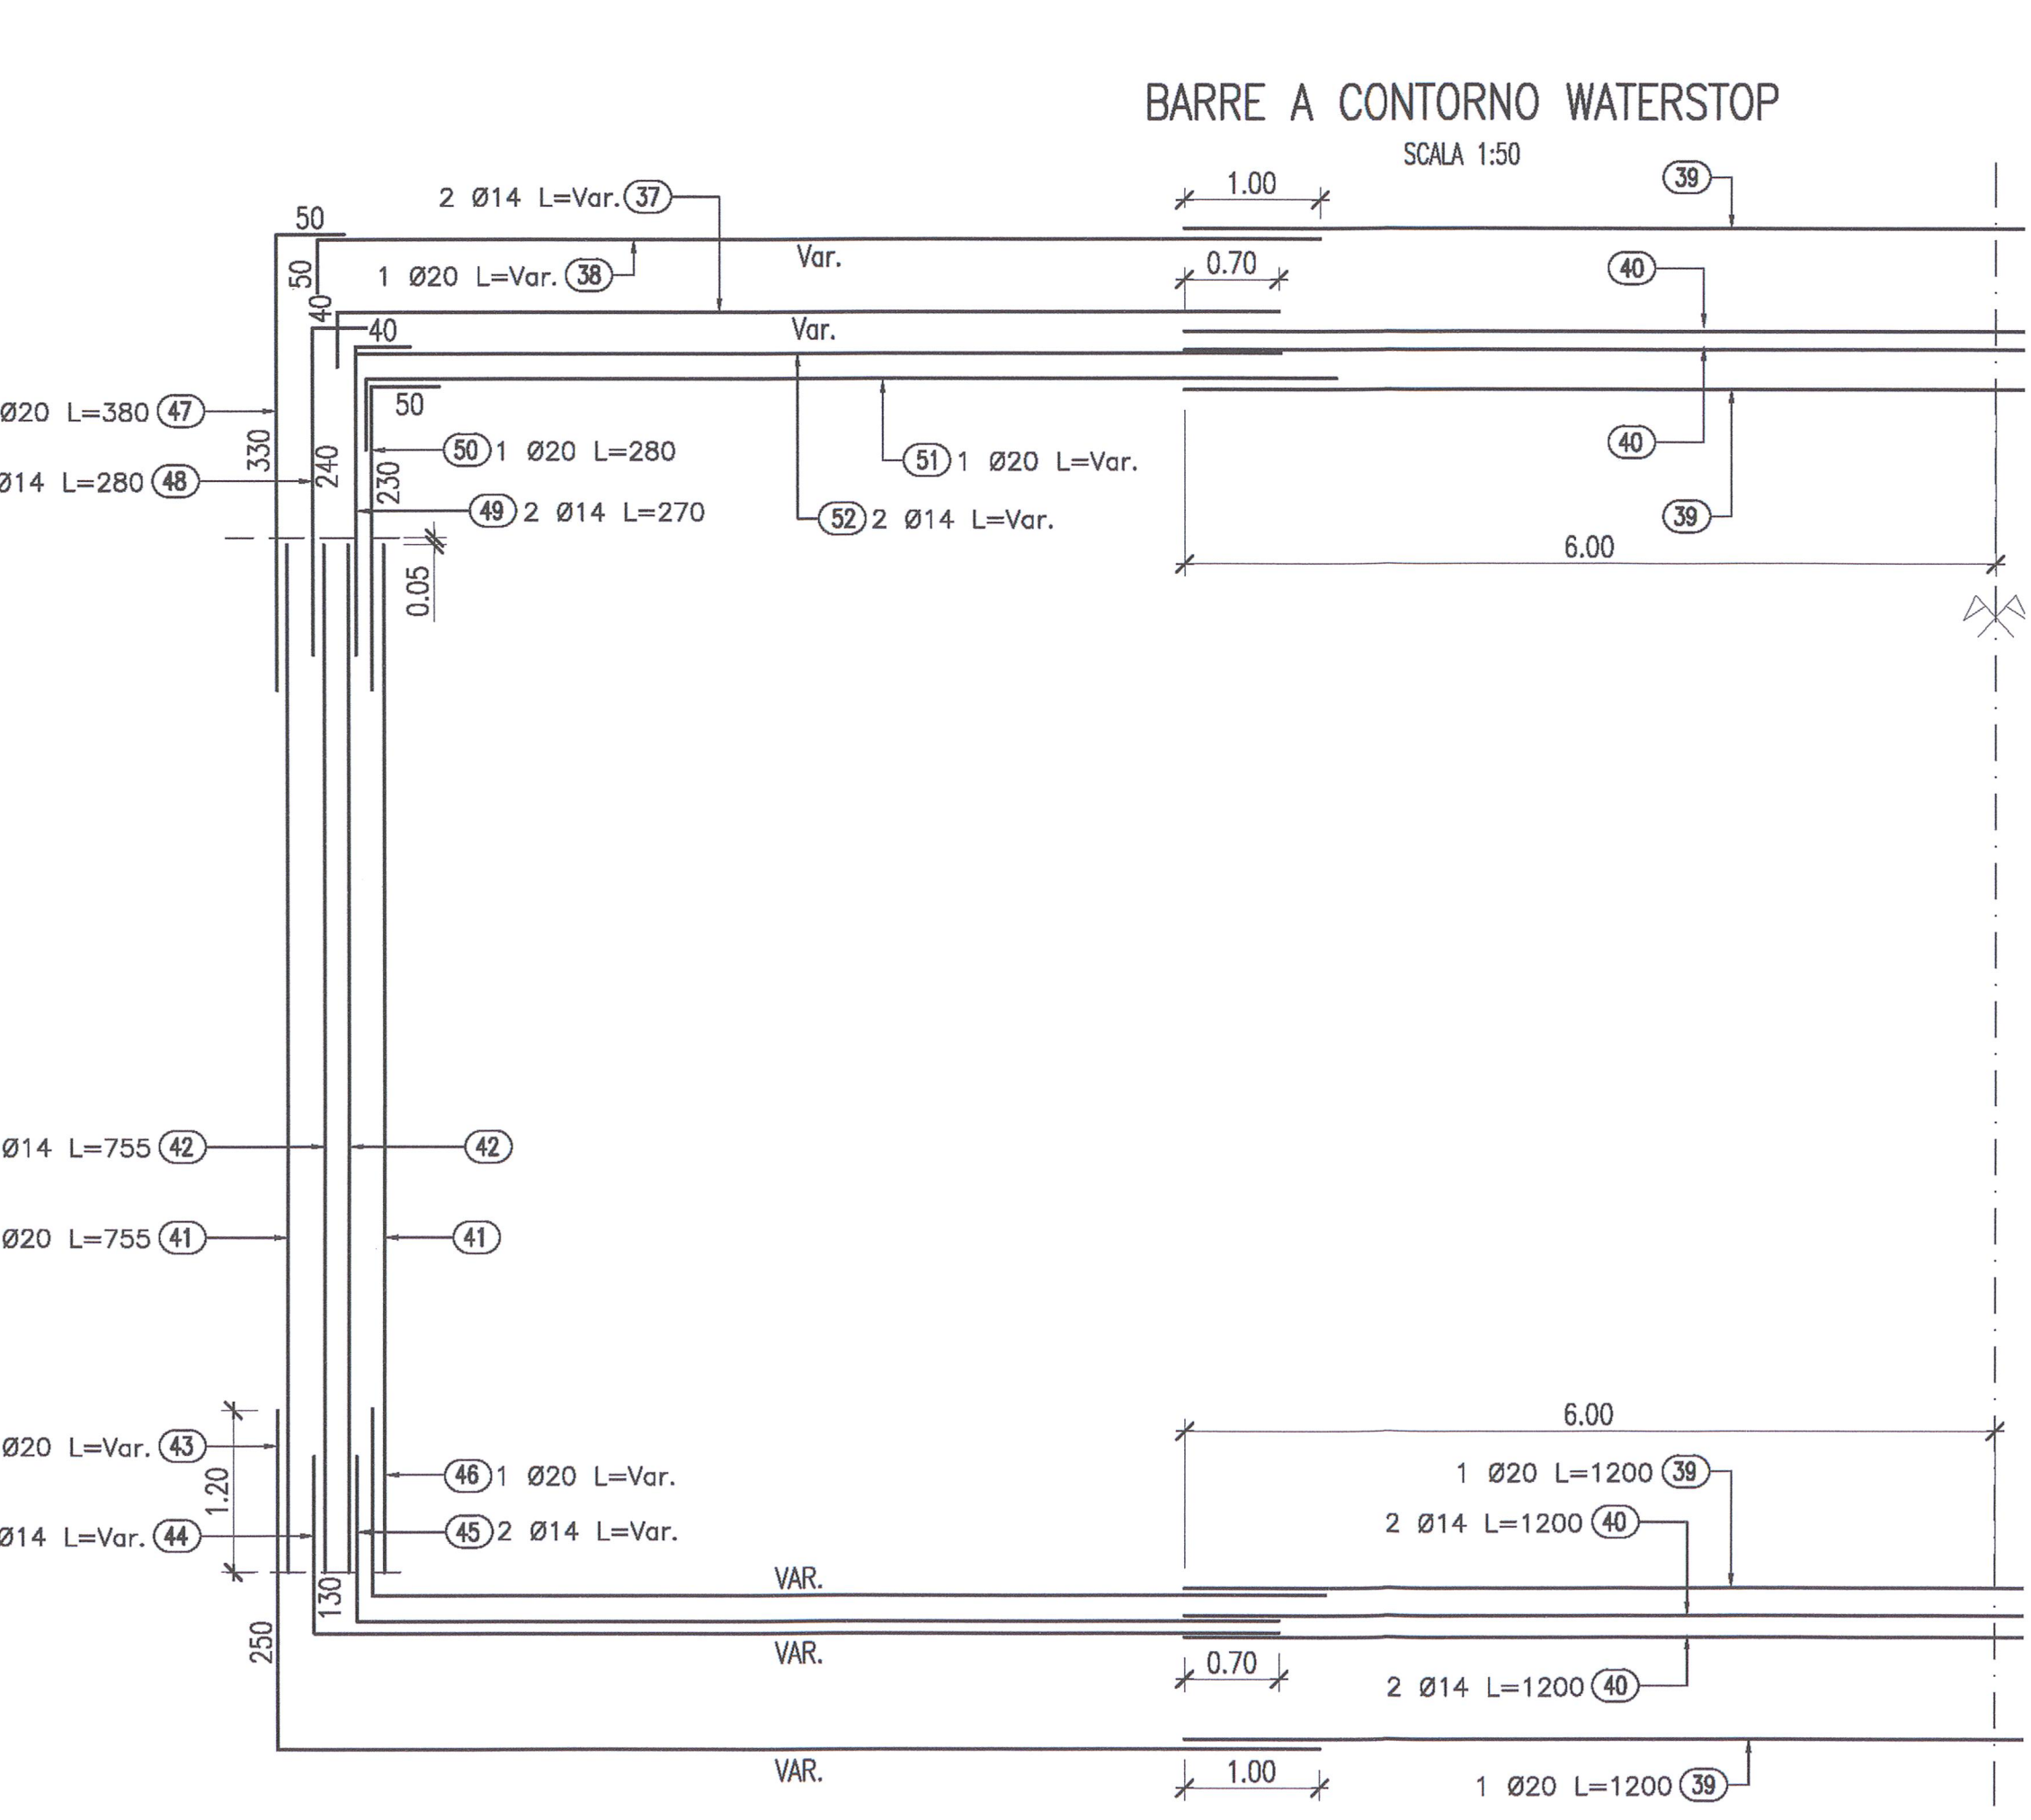 BARRE A CONTORNO WATERSTOP
SCALA 1:50
39
1.00
2 Ø14 L=Var. 37
50
Var.
50
1 Ø20 L=Var. 38
0.70
40
40
Var.
40
50
Ø20 L=380 47
330
240
230
50 1 Ø20 L=280
51 1 Ø20 L=Var.
40
Ø14 L=280 48
49 2 Ø14 L=270
52 2 Ø14 L=Var.
39
6.00
0.05
Ø14 L=755 42
42
Ø20 L=755 41
41
6.00
Ø20 L=Var. 43
1.20
46 1 Ø20 L=Var.
1 Ø20 L=1200 39
Ø14 L=Var. 44
45 2 Ø14 L=Var.
2 Ø14 L=1200 40
130
VAR.
250
VAR.
0.70
2 Ø14 L=1200 40
VAR.
1.00
1 Ø20 L=1200 39